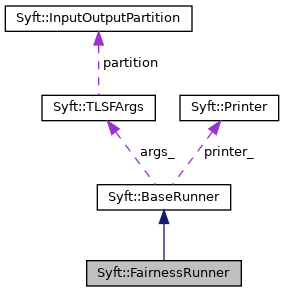 Syft::InputOutputPartition
partition
Syft::TLSFArgs
Syft::Printer
args_
printer_
Syft::BaseRunner
Syft::FairnessRunner